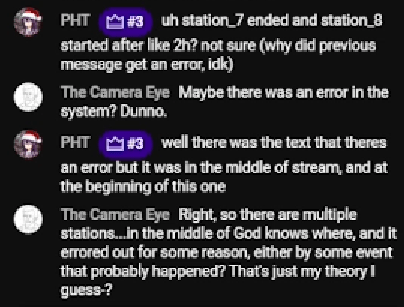 PHT #3 uh station_7 ended and station_8
started after like 2h? not sure (why did previous
message get an error, idk)
The Camera Eye Maybe there was an error in the
system? Dunno.
PHT #3 well there was the text that theres
an error but it was in the middle of stream, and at
the beginning of this one
The Camera Eye Right, so there are multiple
stations...in the middle of God knows where, and it
errored out for some reason, either by some event
that probably happened? That's just my theory I
guess-?